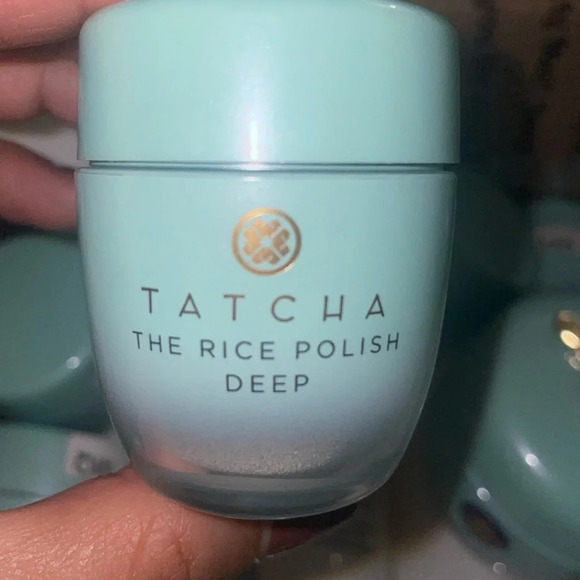 TATCHA
THE RICE POLISH
DEEP